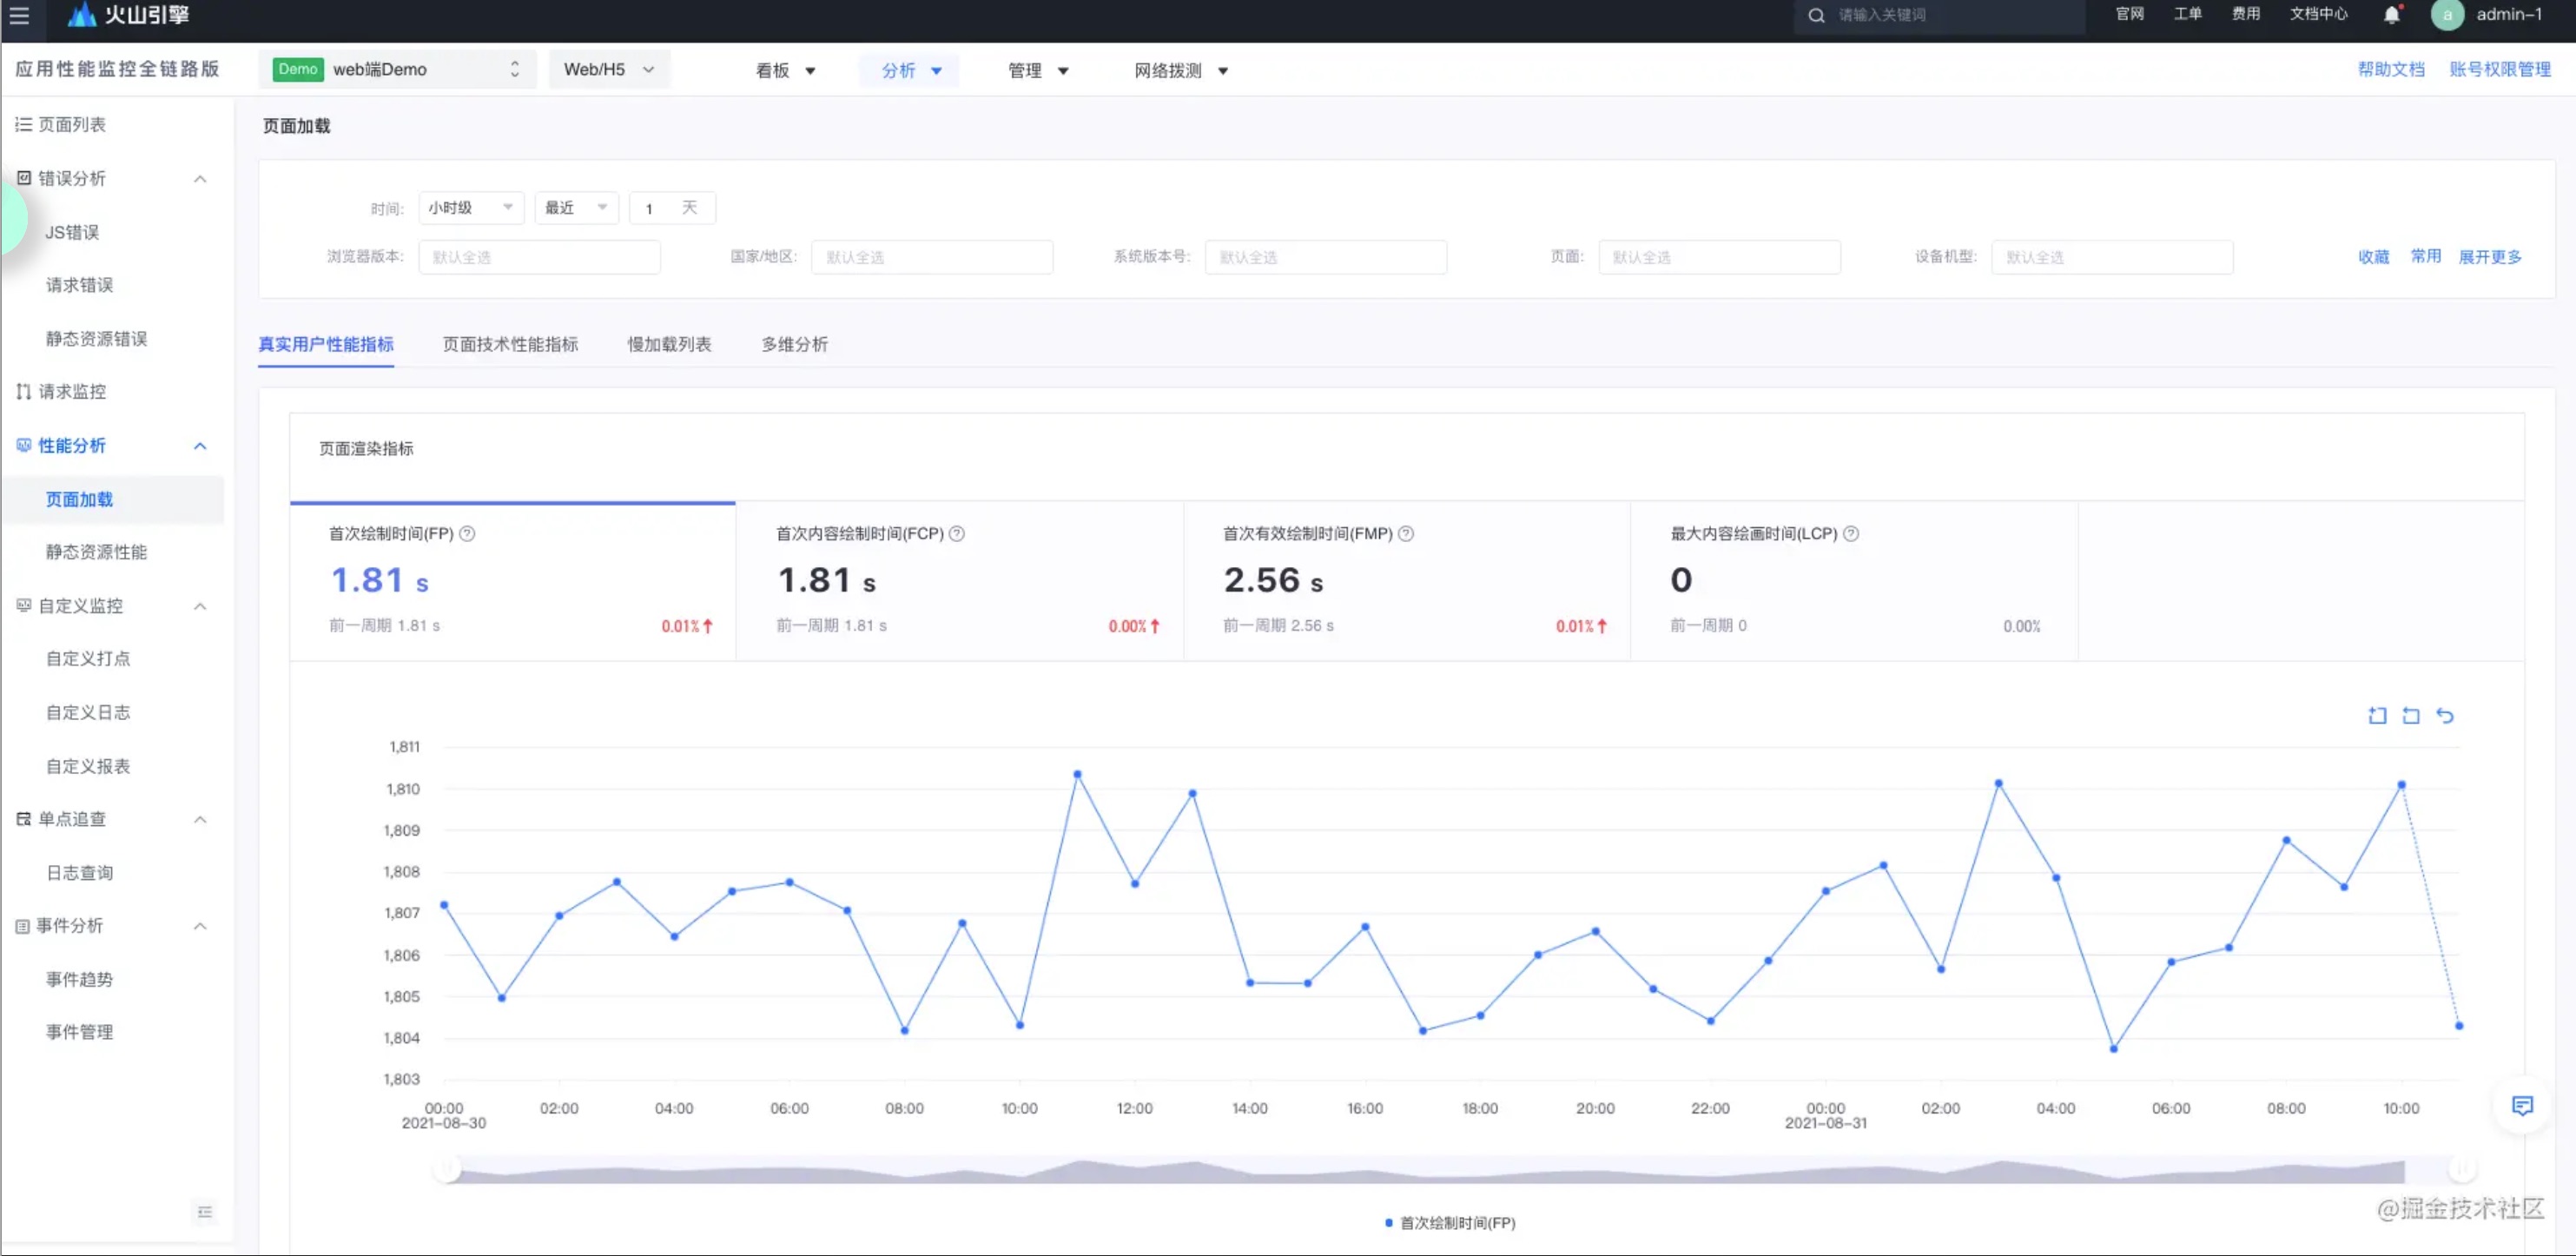 火山引擎
请输入关键词
官网 工单 费用 文档中心 a admin-1
应用性能监控全链路版 Demo web端Demo Web/H5 看板 分析 管理 网络拨测 帮助文档 账号权限管理
页面列表
错误分析
JS错误
请求错误
静态资源错误
请求监控
性能分析
页面加载
静态资源性能
自定义监控
自定义打点
自定义日志
自定义报表
单点追查
日志查询
事件分析
事件趋势
事件管理
页面加载
时间: 小时级 最近 1 天
浏览器版本: 默认全选 国家/地区: 默认全选 系统版本号: 默认全选 页面: 默认全选 设备机型: 默认全选 收藏 常用 展开更多
真实用户性能指标 页面技术性能指标 慢加载列表 多维分析
页面渲染指标
首次绘制时间(FP)
1.81 s
前一周期 1.81 s 0.01%↑
首次内容绘制时间(FCP)
1.81 s
前一周期 1.81 s 0.00%↑
首次有效绘制时间(FMP)
2.56 s
前一周期 2.56 s 0.01%↑
最大内容绘画时间(LCP)
0
前一周期 0 0.00%
1,811
1,810
1,809
1,808
1,807
1,806
1,805
1,804
1,803
00:00 02:00 04:00 06:00 08:00 10:00 12:00 14:00 16:00 18:00 20:00 22:00 00:00 02:00 04:00 06:00 08:00 10:00
2021-08-30 2021-08-31
首次绘制时间(FP)
@掘金技术社区